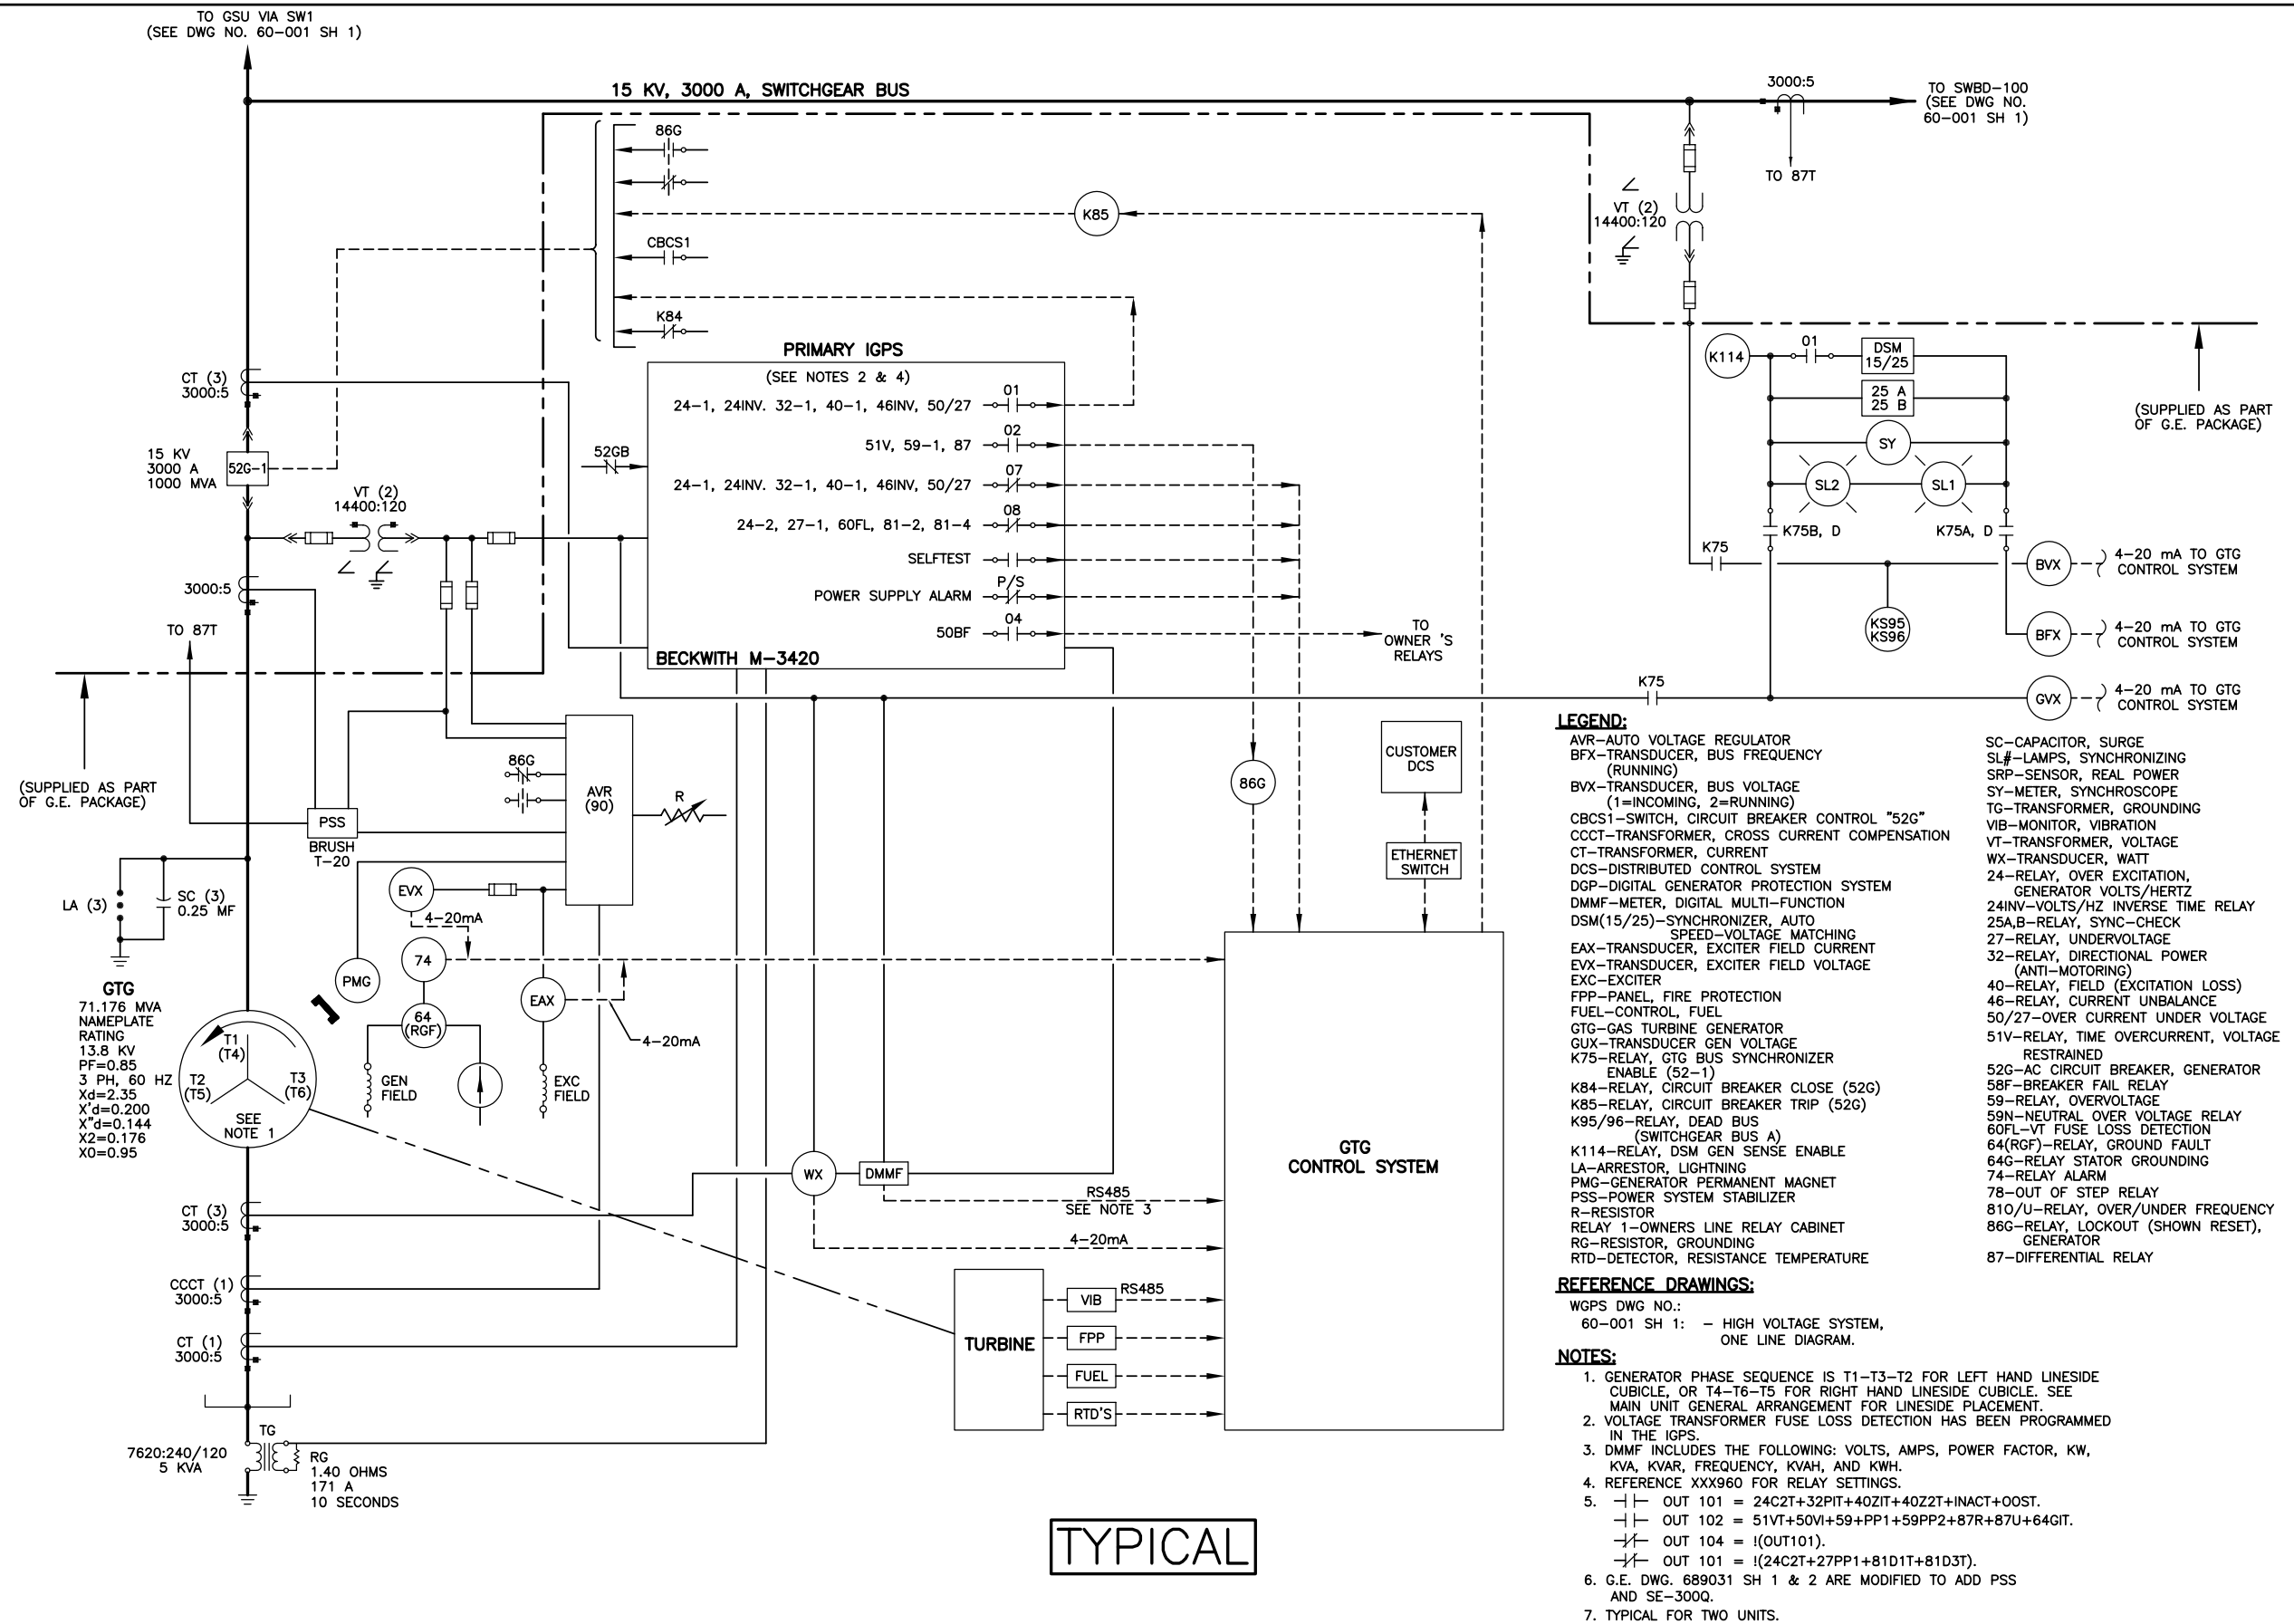 TO GSU VIA SW1
(SEE DWG NO. 60-001 SH 1)
15 KV, 3000 A, SWITCHGEAR BUS
3000:5
TO SWBD-100
(SEE DWG NO.
60-001 SH 1)
TO 87T
86G
K85
CBCS1
K84
VT (2)
14400:120
PRIMARY IGPS
(SEE NOTES 2 & 4)
24-1, 24INV. 32-1, 40-1, 46INV, 50/27
01
51V, 59-1, 87
02
24-1, 24INV. 32-1, 40-1, 46INV, 50/27
07
24-2, 27-1, 60FL, 81-2, 81-4
08
SELFTEST
POWER SUPPLY ALARM
P/S
50BF
04
BECKWITH M-3420
52GB
TO
OWNER 'S
RELAYS
CT (3)
3000:5
15 KV
3000 A
1000 MVA
52G-1
VT (2)
14400:120
3000:5
TO 87T
(SUPPLIED AS PART
OF G.E. PACKAGE)
K114
01
DSM
15/25
25 A
25 B
SY
SL2
SL1
K75B, D
K75A, D
K75
BVX
4-20 mA TO GTG
CONTROL SYSTEM
KS95
KS96
BFX
4-20 mA TO GTG
CONTROL SYSTEM
K75
GVX
4-20 mA TO GTG
CONTROL SYSTEM
(SUPPLIED AS PART
OF G.E. PACKAGE)
PSS
BRUSH
T-20
86G
AVR
(90)
R
LA (3)
SC (3)
0.25 MF
EVX
4-20mA
74
PMG
EAX
64
(RGF)
4-20mA
GEN
FIELD
EXC
FIELD
1
GTG
71.176 MVA
NAMEPLATE
RATING
13.8 KV
PF=0.85
3 PH, 60 HZ
Xd=2.35
X'd=0.200
X"d=0.144
X2=0.176
X0=0.95
T1
(T4)
T2
(T5)
T3
(T6)
SEE
NOTE 1
86G
CUSTOMER
DCS
ETHERNET
SWITCH
GTG
CONTROL SYSTEM
WX
DMMF
RS485
SEE NOTE 3
4-20mA
CT (3)
3000:5
CCCT (1)
3000:5
CT (1)
3000:5
TURBINE
VIB
RS485
FPP
FUEL
RTD'S
TG
7620:240/120
5 KVA
RG
1.40 OHMS
171 A
10 SECONDS
TYPICAL
LEGEND:
AVR-AUTO VOLTAGE REGULATOR
BFX-TRANSDUCER, BUS FREQUENCY
(RUNNING)
BVX-TRANSDUCER, BUS VOLTAGE
(1=INCOMING, 2=RUNNING)
CBCS1-SWITCH, CIRCUIT BREAKER CONTROL "52G"
CCCT-TRANSFORMER, CROSS CURRENT COMPENSATION
CT-TRANSFORMER, CURRENT
DCS-DISTRIBUTED CONTROL SYSTEM
DGP-DIGITAL GENERATOR PROTECTION SYSTEM
DMMF-METER, DIGITAL MULTI-FUNCTION
DSM(15/25)-SYNCHRONIZER, AUTO
SPEED-VOLTAGE MATCHING
EAX-TRANSDUCER, EXCITER FIELD CURRENT
EVX-TRANSDUCER, EXCITER FIELD VOLTAGE
EXC-EXCITER
FPP-PANEL, FIRE PROTECTION
FUEL-CONTROL, FUEL
GTG-GAS TURBINE GENERATOR
GUX-TRANSDUCER GEN VOLTAGE
K75-RELAY, GTG BUS SYNCHRONIZER
ENABLE (52-1)
K84-RELAY, CIRCUIT BREAKER CLOSE (52G)
K85-RELAY, CIRCUIT BREAKER TRIP (52G)
K95/96-RELAY, DEAD BUS
(SWITCHGEAR BUS A)
K114-RELAY, DSM GEN SENSE ENABLE
LA-ARRESTOR, LIGHTNING
PMG-GENERATOR PERMANENT MAGNET
PSS-POWER SYSTEM STABILIZER
R-RESISTOR
RELAY 1-OWNERS LINE RELAY CABINET
RG-RESISTOR, GROUNDING
RTD-DETECTOR, RESISTANCE TEMPERATURE
SC-CAPACITOR, SURGE
SL#-LAMPS, SYNCHRONIZING
SRP-SENSOR, REAL POWER
SY-METER, SYNCHROSCOPE
TG-TRANSFORMER, GROUNDING
VIB-MONITOR, VIBRATION
VT-TRANSFORMER, VOLTAGE
WX-TRANSDUCER, WATT
24-RELAY, OVER EXCITATION,
GENERATOR VOLTS/HERTZ
24INV-VOLTS/HZ INVERSE TIME RELAY
25A,B-RELAY, SYNC-CHECK
27-RELAY, UNDERVOLTAGE
32-RELAY, DIRECTIONAL POWER
(ANTI-MOTORING)
40-RELAY, FIELD (EXCITATION LOSS)
46-RELAY, CURRENT UNBALANCE
50/27-OVER CURRENT UNDER VOLTAGE
51V-RELAY, TIME OVERCURRENT, VOLTAGE
RESTRAINED
52G-AC CIRCUIT BREAKER, GENERATOR
58F-BREAKER FAIL RELAY
59-RELAY, OVERVOLTAGE
59N-NEUTRAL OVER VOLTAGE RELAY
60FL-VT FUSE LOSS DETECTION
64(RGF)-RELAY, GROUND FAULT
64G-RELAY STATOR GROUNDING
74-RELAY ALARM
78-OUT OF STEP RELAY
81O/U-RELAY, OVER/UNDER FREQUENCY
86G-RELAY, LOCKOUT (SHOWN RESET),
GENERATOR
87-DIFFERENTIAL RELAY
REFERENCE DRAWINGS:
WGPS DWG NO.:
60-001 SH 1: - HIGH VOLTAGE SYSTEM,
ONE LINE DIAGRAM.
NOTES:
1. GENERATOR PHASE SEQUENCE IS T1-T3-T2 FOR LEFT HAND LINESIDE
CUBICLE, OR T4-T6-T5 FOR RIGHT HAND LINESIDE CUBICLE. SEE
MAIN UNIT GENERAL ARRANGEMENT FOR LINESIDE PLACEMENT.
2. VOLTAGE TRANSFORMER FUSE LOSS DETECTION HAS BEEN PROGRAMMED
IN THE IGPS.
3. DMMF INCLUDES THE FOLLOWING: VOLTS, AMPS, POWER FACTOR, KW,
KVA, KVAR, FREQUENCY, KVAH, AND KWH.
4. REFERENCE XXX960 FOR RELAY SETTINGS.
5. OUT 101 = 24C2T+32PIT+40ZIT+40Z2T+INACT+OOST.
OUT 102 = 51VT+50VI+59+PP1+59PP2+87R+87U+64GIT.
OUT 104 = !(OUT101).
OUT 101 = !(24C2T+27PP1+81D1T+81D3T).
6. G.E. DWG. 689031 SH 1 & 2 ARE MODIFIED TO ADD PSS
AND SE-300Q.
7. TYPICAL FOR TWO UNITS.